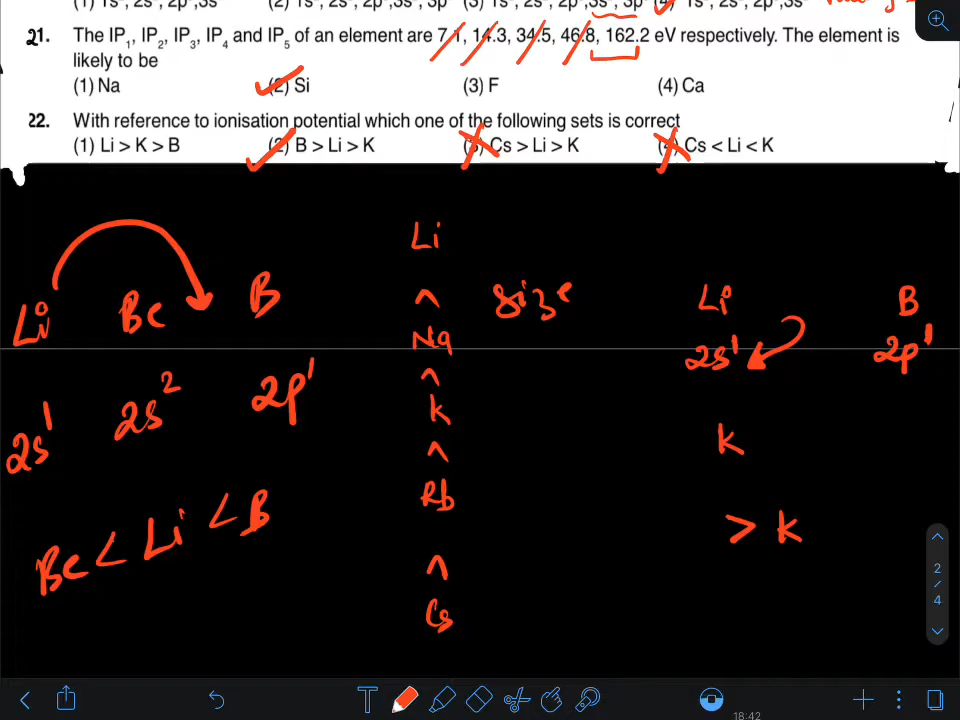 21. The IP1, IP2, IP3, IP4 and IP5 of an element are 7.1, 14.3, 34.5, 46.8, 162.2 eV respectively. The element is
likely to be
(1) Na (2) Si (3) F (4) Ca
22. With reference to ionisation potential which one of the following sets is correct
(1) Li > K > B (2) B > Li > K (3) Cs > Li > K (4) Cs < Li < K
Li Be B
2s¹ 2s² 2p¹
Be < Li < B
Li
^
Na
^
K
^
Rb
^
Cs
Size
Li B
2s¹ 2p¹
K
> K
2
/
4
T
18:42